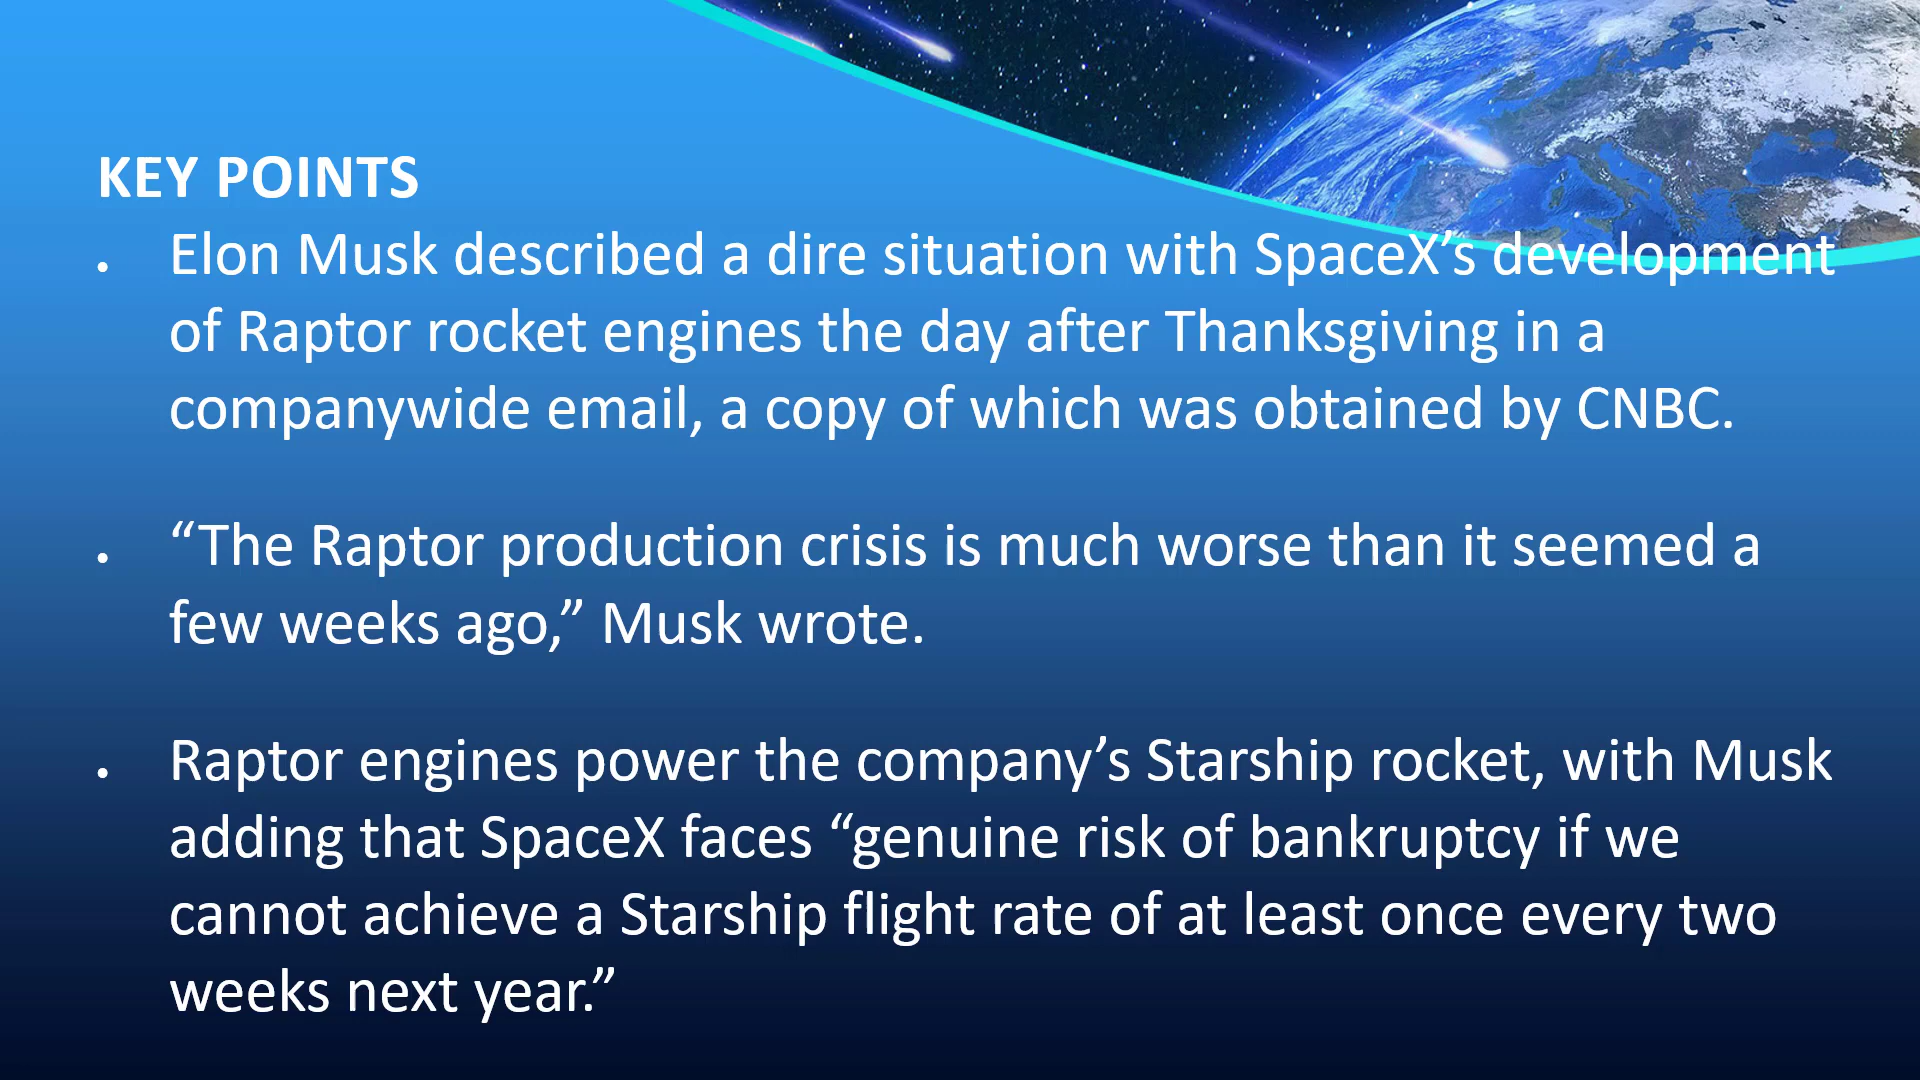 KEY POINTS
• Elon Musk described a dire situation with SpaceX’s development
of Raptor rocket engines the day after Thanksgiving in a
companywide email, a copy of which was obtained by CNBC.
• “The Raptor production crisis is much worse than it seemed a
few weeks ago,” Musk wrote.
• Raptor engines power the company’s Starship rocket, with Musk
adding that SpaceX faces “genuine risk of bankruptcy if we
cannot achieve a Starship flight rate of at least once every two
weeks next year.”